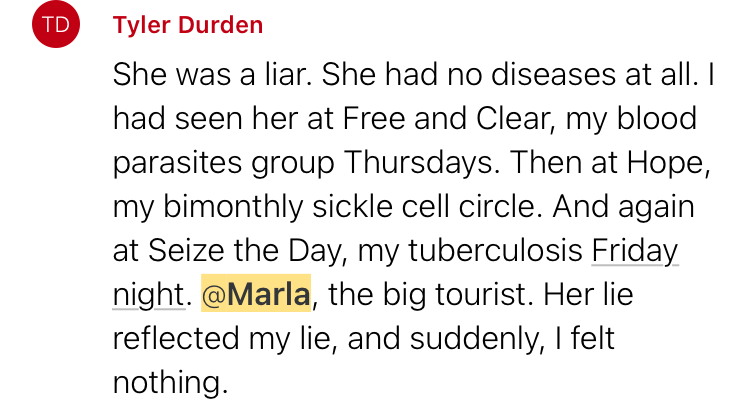 TD
Tyler Durden
She was a liar. She had no diseases at all. I
had seen her at Free and Clear, my blood
parasites group Thursdays. Then at Hope,
my bimonthly sickle cell circle. And again
at Seize the Day, my tuberculosis Friday
night. @Marla, the big tourist. Her lie
reflected my lie, and suddenly, I felt
nothing.